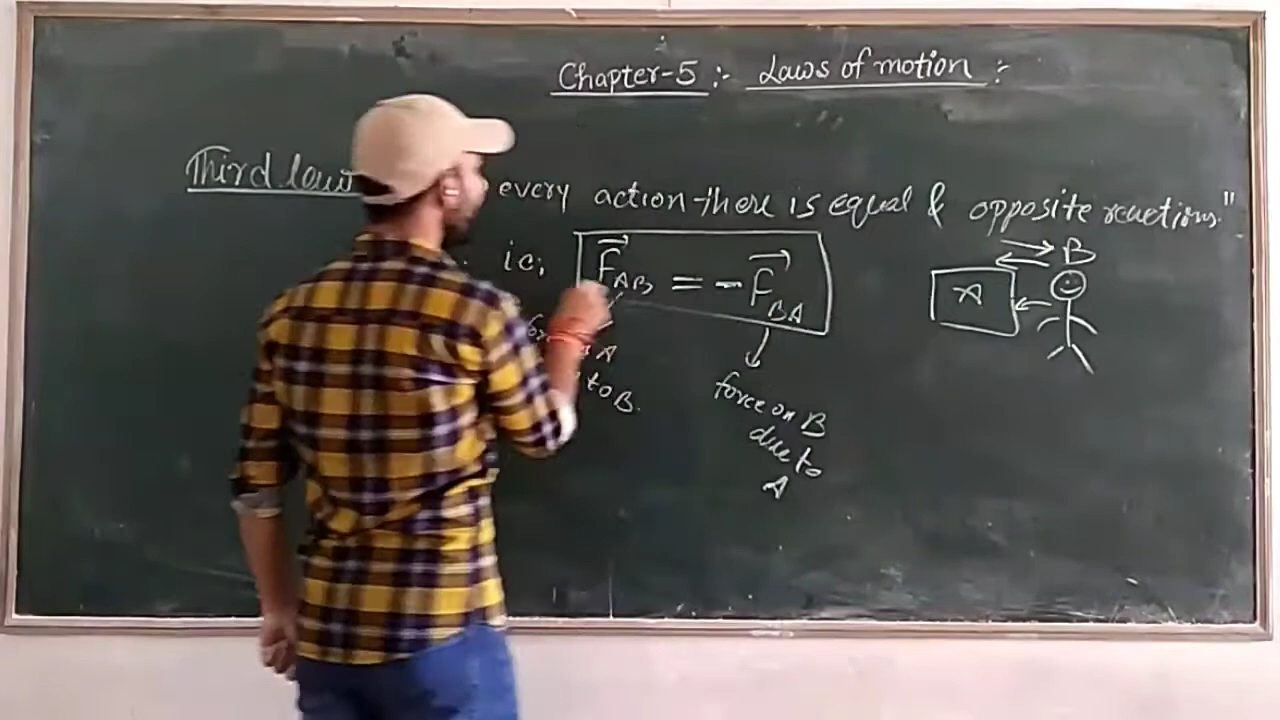 Chapter-5 :- Laws of motion :-
Third law every action there is equal & opposite reactions."
ie, F⃗AB = - F⃗BA
B
A
A
to B.
force on B
due to
A